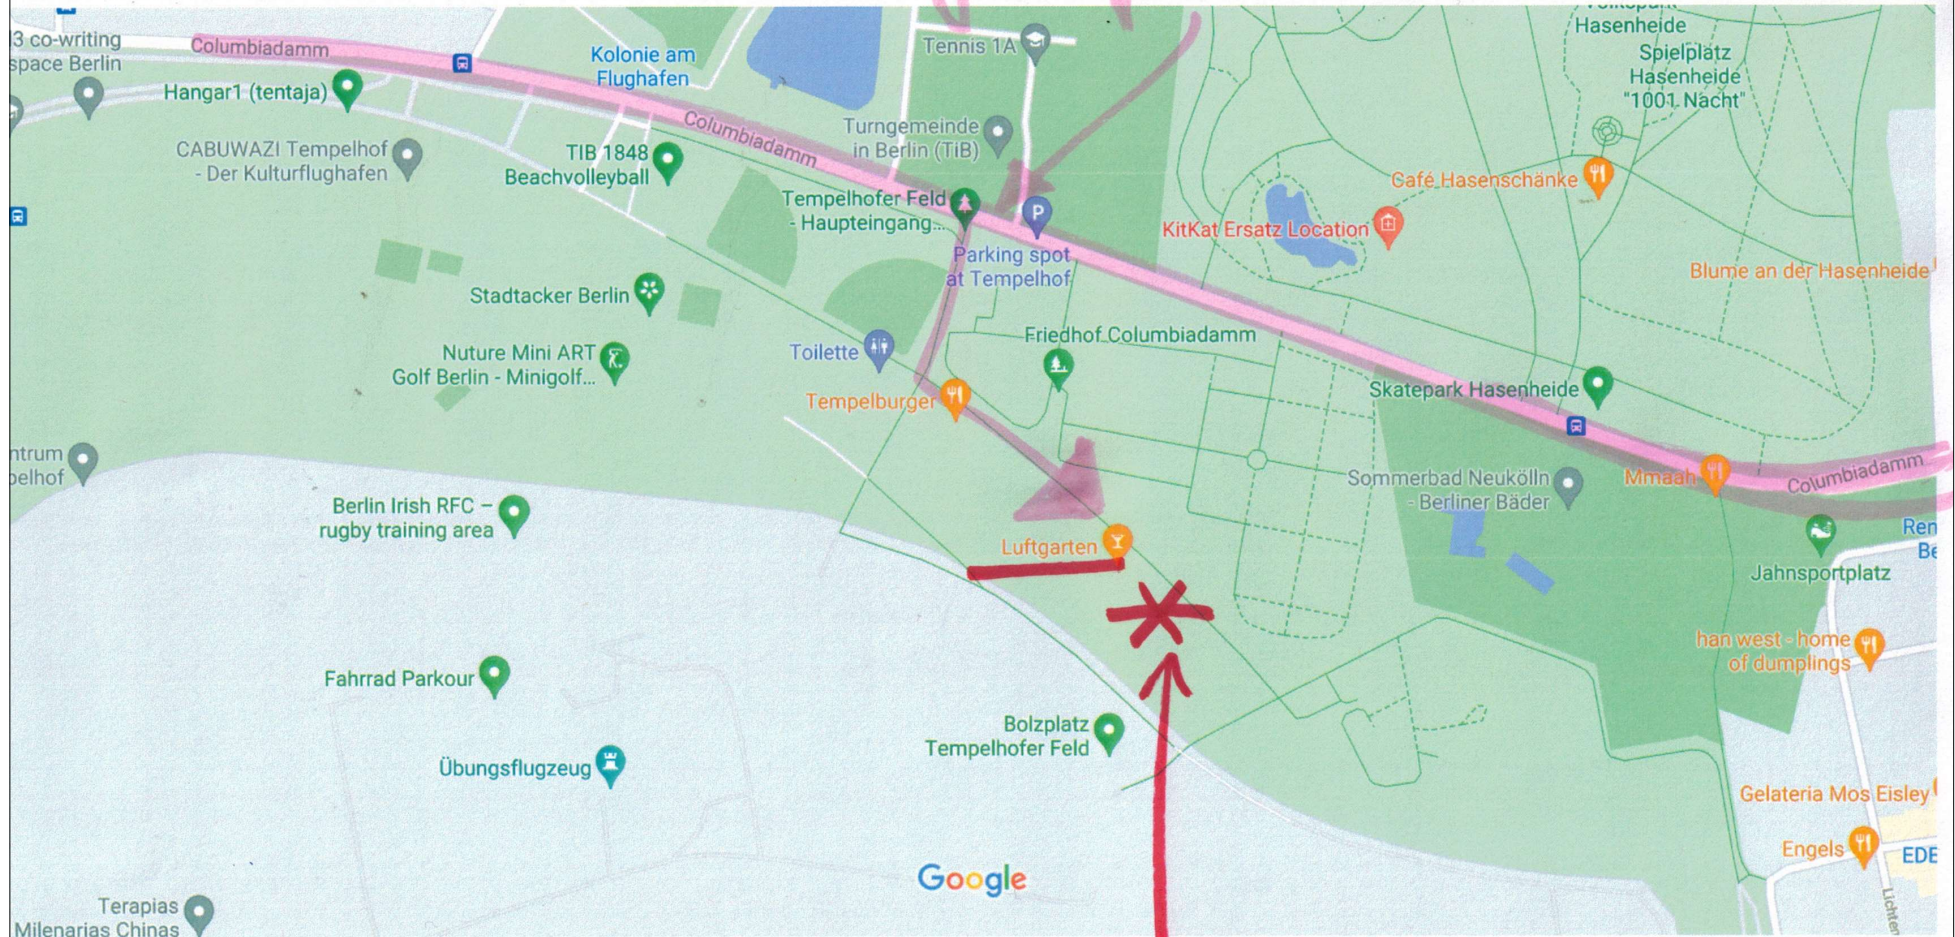 Volkspark
Hasenheide
Spielplatz
Hasenheide
"1001 Nacht"
13 co-writing
space Berlin
Columbiadamm
Kolonie am
Flughafen
Tennis 1A
Hangar1 (tentaja)
CABUWAZI Tempelhof
- Der Kulturflughafen
TIB 1848
Beachvolleyball
Columbiadamm
Turngemeinde
in Berlin (TiB)
Tempelhofer Feld
- Haupteingang...
P
Parking spot
at Tempelhof
Café Hasenschänke
KitKat Ersatz Location
Blume an der Hasenheide
Stadtacker Berlin
Nuture Mini ART
Golf Berlin - Minigolf...
Toilette
Tempelburger
Friedhof Columbiadamm
Skatepark Hasenheide
ntrum
pelhof
Berlin Irish RFC –
rugby training area
Luftgarten
Sommerbad Neukölln
- Berliner Bäder
Mmaah
Columbiadamm
Ren
Be
Jahnsportplatz
han west - home
of dumplings
Fahrrad Parkour
Übungsflugzeug
Bolzplatz
Tempelhofer Feld
Gelateria Mos Eisley
Engels
EDE
Lichten
Google
Terapias
Milenarias Chinas